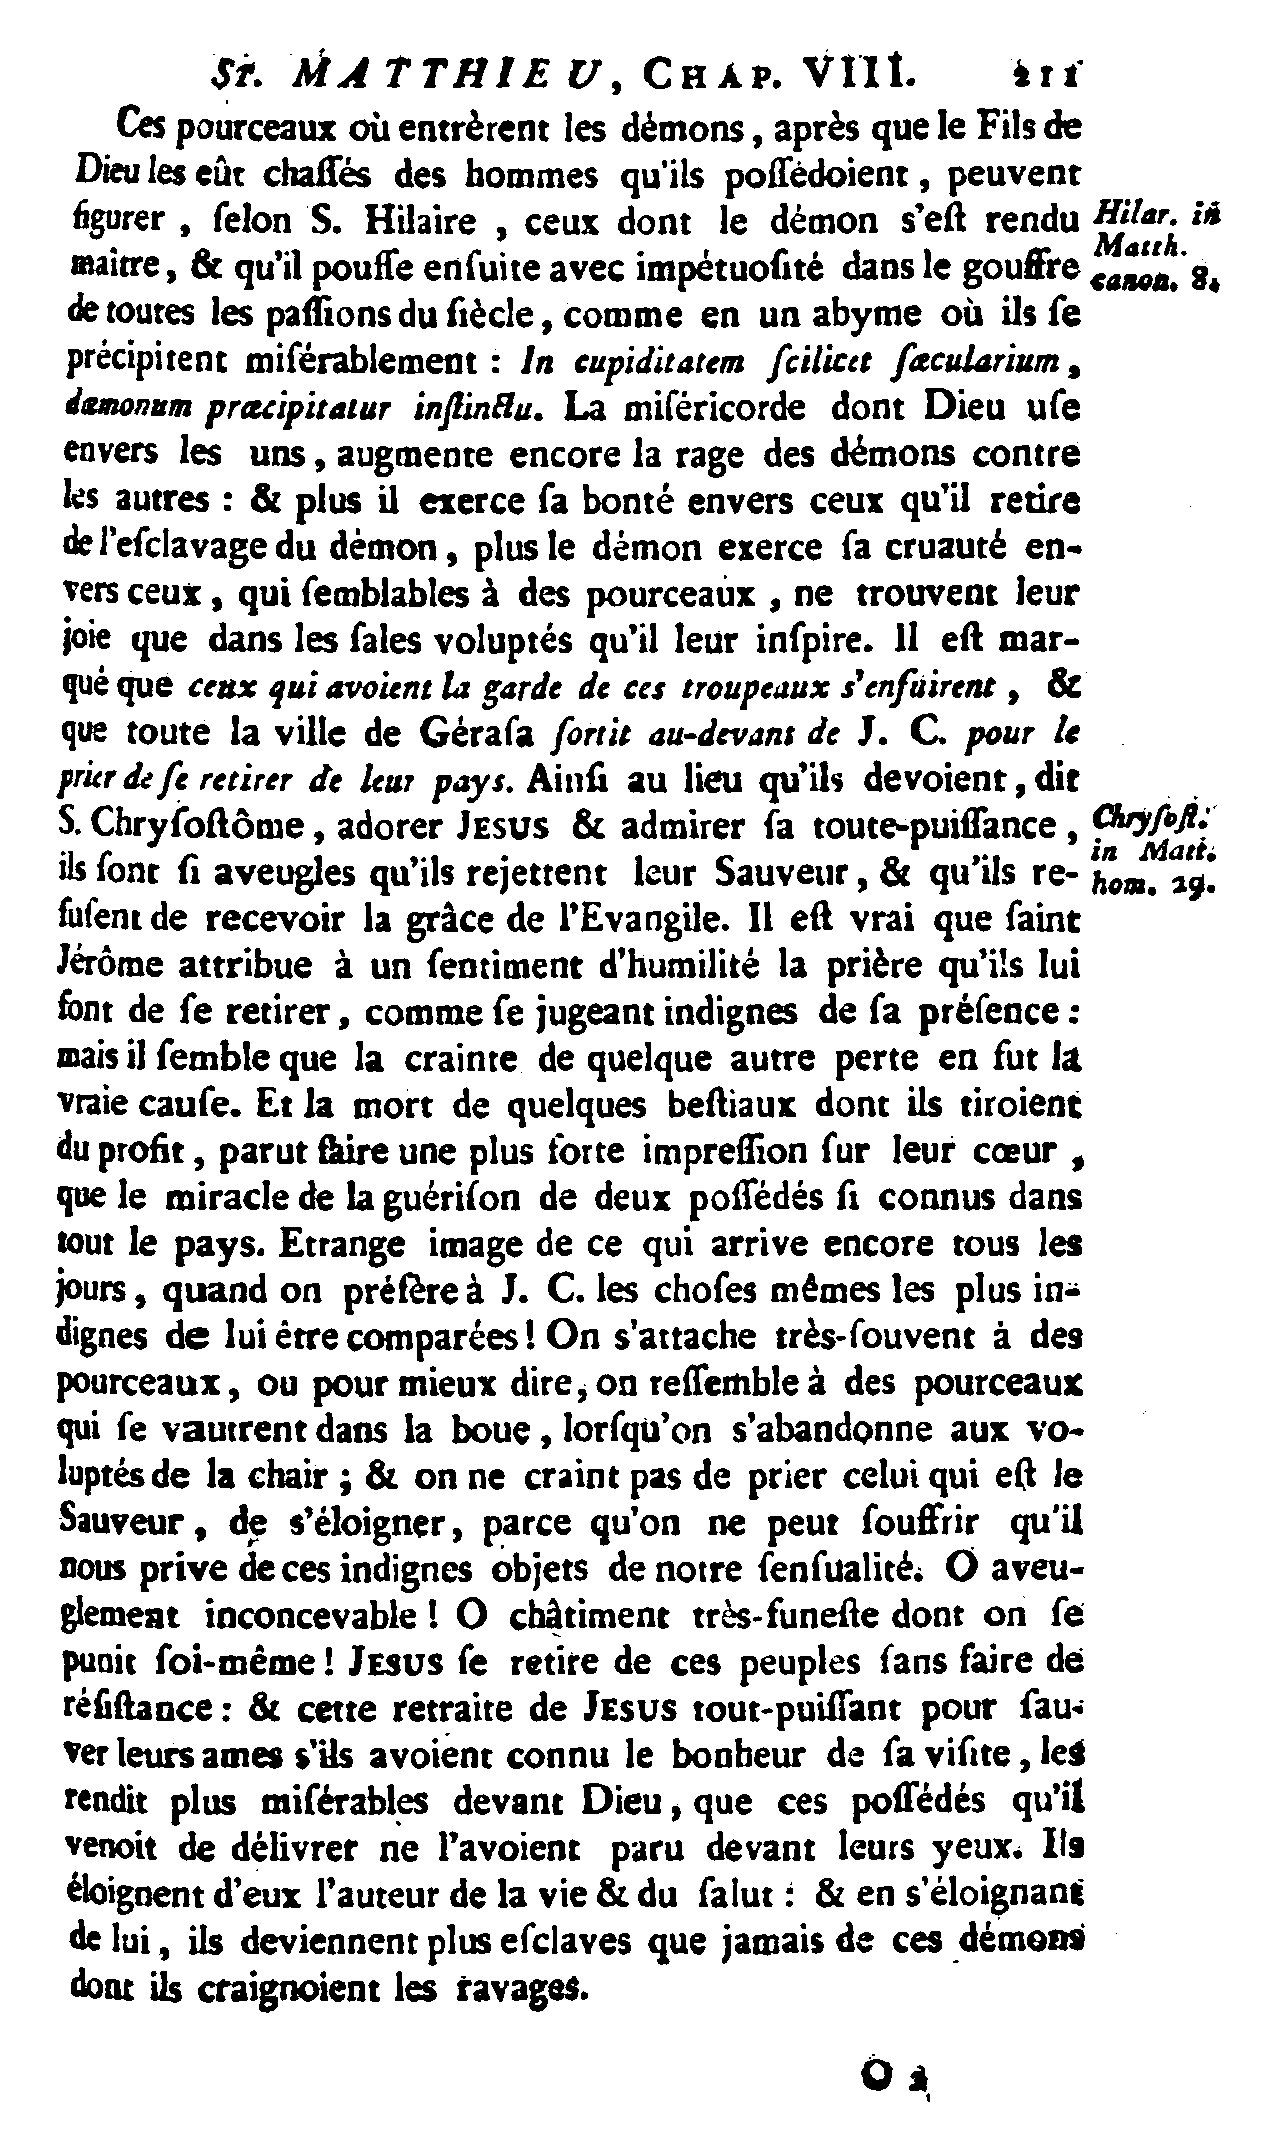 St. MATTHIEU, CHAP. VIII. 211
Ces pourceaux où entrèrent les démons, après que le Fils de
Dieu les eût chaſſés des hommes qu'ils poſſédoient, peuvent
figurer, ſelon S. Hilaire, ceux dont le démon s'eſt rendu
maître, & qu'il pouſſe enſuite avec impétuoſité dans le gouffre
de toutes les paſſions du ſiècle, comme en un abyme où ils ſe
précipitent miſérablement : In cupiditatem ſcilicet ſæcularium,
dæmonum præcipitatur inſtinctu. La miſéricorde dont Dieu uſe
envers les uns, augmente encore la rage des démons contre
les autres : & plus il exerce ſa bonté envers ceux qu'il retire
de l'eſclavage du démon, plus le démon exerce ſa cruauté en-
vers ceux, qui ſemblables à des pourceaux, ne trouvent leur
joie que dans les ſales voluptés qu'il leur inſpire. Il eſt mar-
qué que ceux qui avoient la garde de ces troupeaux s'enfuirent, &
que toute la ville de Géraſa ſortit au-devant de J. C. pour le
prier de ſe retirer de leur pays. Ainſi au lieu qu'ils devoient, dit
S. Chryſoſtôme, adorer JESUS & admirer ſa toute-puiſſance,
ils ſont ſi aveugles qu'ils rejettent leur Sauveur, & qu'ils re-
fuſent de recevoir la grâce de l'Evangile. Il eſt vrai que ſaint
Jérôme attribue à un ſentiment d'humilité la prière qu'ils lui
font de ſe retirer, comme ſe jugeant indignes de ſa préſence :
mais il ſemble que la crainte de quelque autre perte en fut la
vraie cauſe. Et la mort de quelques beſtiaux dont ils tiroient
du profit, parut faire une plus forte impreſſion ſur leur cœur,
que le miracle de la guériſon de deux poſſédés ſi connus dans
tout le pays. Etrange image de ce qui arrive encore tous les
jours, quand on préfère à J. C. les choſes mêmes les plus in-
dignes de lui être comparées! On s'attache très-ſouvent à des
pourceaux, ou pour mieux dire, on reſſemble à des pourceaux
qui ſe vautrent dans la boue, lorſqu'on s'abandonne aux vo-
luptés de la chair ; & on ne craint pas de prier celui qui eſt le
Sauveur, de s'éloigner, parce qu'on ne peut ſouffrir qu'il
nous prive de ces indignes objets de notre ſenſualité. O aveu-
glement inconcevable ! O châtiment très-funeſte dont on ſe
punit ſoi-même ! JESUS ſe retire de ces peuples ſans faire de
réſiſtance : & cette retraite de JESUS tout-puiſſant pour ſau-
ver leurs ames s'ils avoient connu le bonheur de ſa viſite, les
rendit plus miſérables devant Dieu, que ces poſſédés qu'il
venoit de délivrer ne l'avoient paru devant leurs yeux. Ils
éloignent d'eux l'auteur de la vie & du ſalut : & en s'éloignant
de lui, ils deviennent plus eſclaves que jamais de ces démons
dont ils craignoient les ravages.
Hilar. in
Matth.
canon. 8.
Chryſoſt.
in Matt.
hom. 29.
O 2